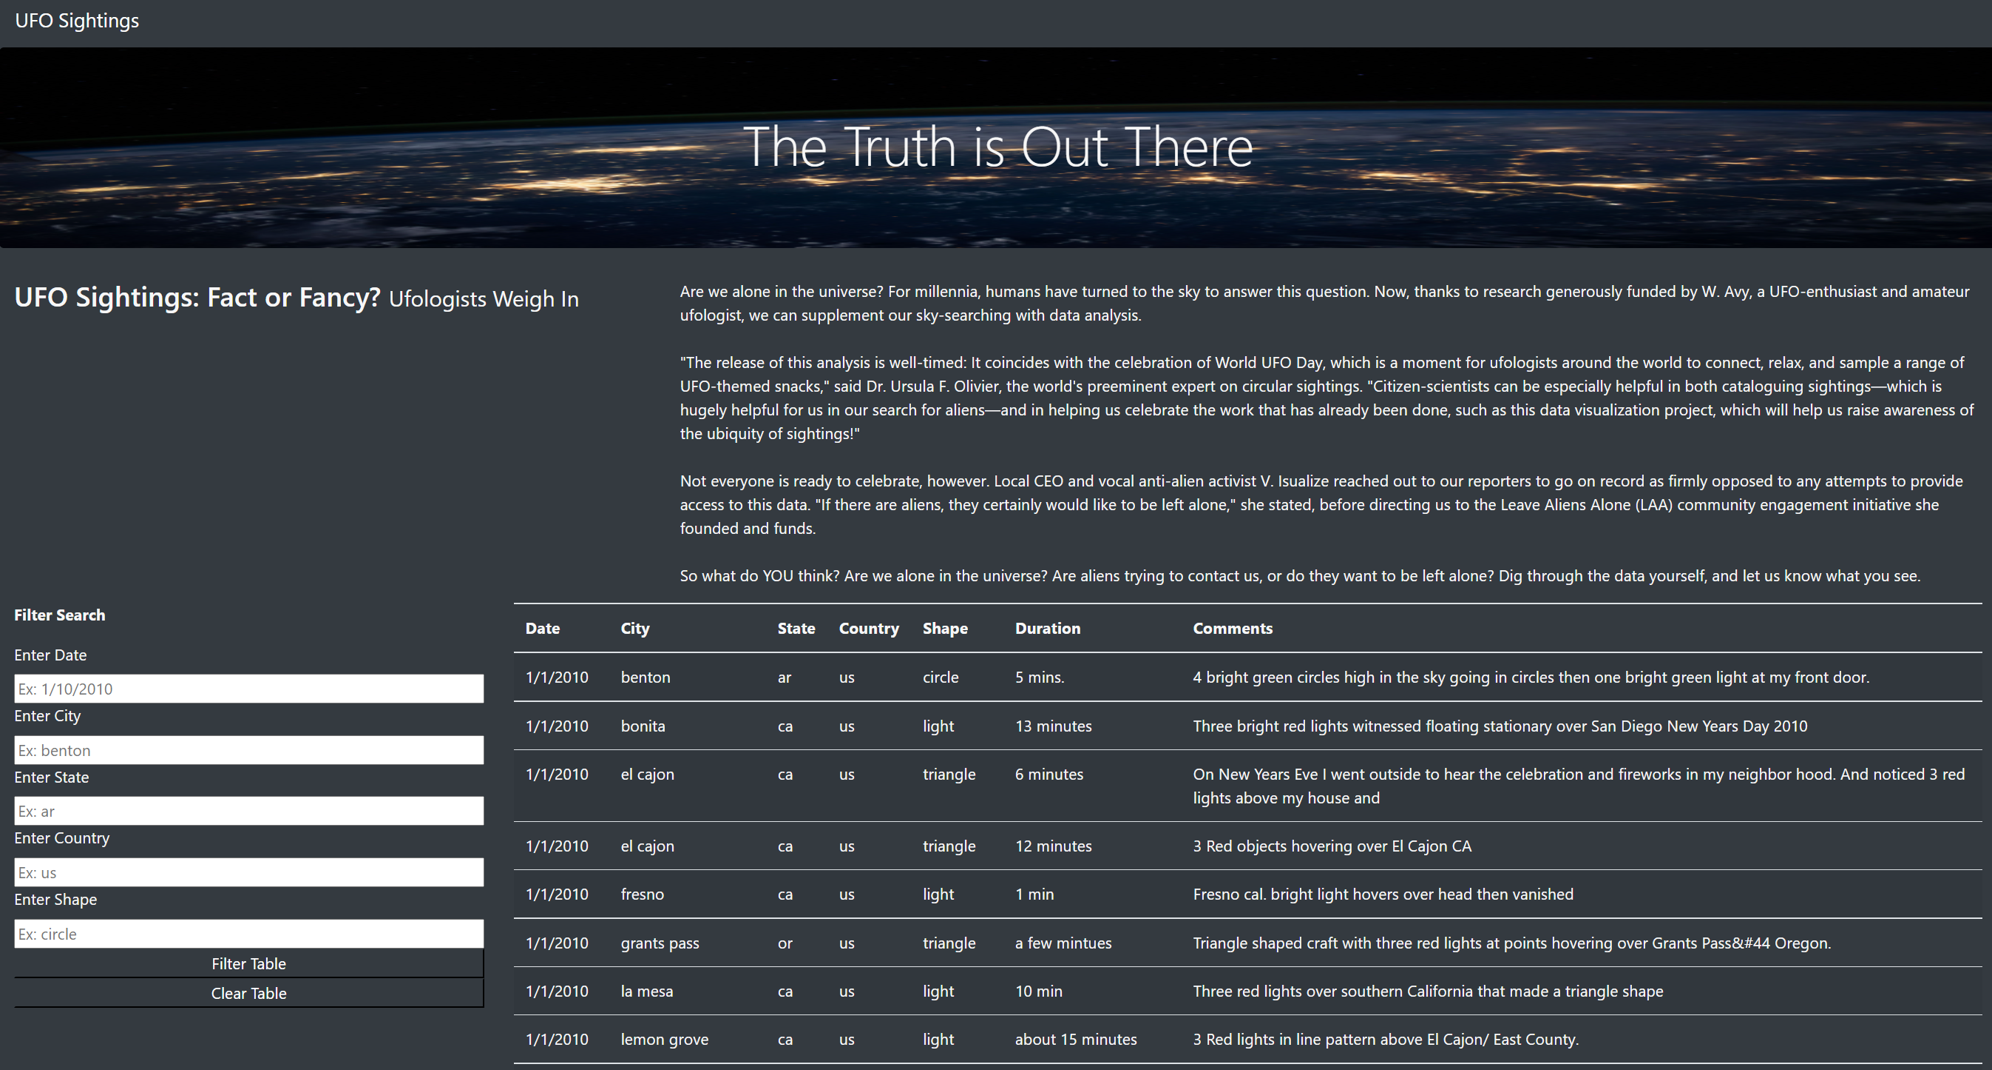 UFO Sightings
The Truth is Out There
UFO Sightings: Fact or Fancy? Ufologists Weigh In
Are we alone in the universe? For millennia, humans have turned to the sky to answer this question. Now, thanks to research generously funded by W. Avy, a UFO-enthusiast and amateur
ufologist, we can supplement our sky-searching with data analysis.
"The release of this analysis is well-timed: It coincides with the celebration of World UFO Day, which is a moment for ufologists around the world to connect, relax, and sample a range of
UFO-themed snacks," said Dr. Ursula F. Olivier, the world's preeminent expert on circular sightings. "Citizen-scientists can be especially helpful in both cataloguing sightings—which is
hugely helpful for us in our search for aliens—and in helping us celebrate the work that has already been done, such as this data visualization project, which will help us raise awareness of
the ubiquity of sightings!"
Not everyone is ready to celebrate, however. Local CEO and vocal anti-alien activist V. Isualize reached out to our reporters to go on record as firmly opposed to any attempts to provide
access to this data. "If there are aliens, they certainly would like to be left alone," she stated, before directing us to the Leave Aliens Alone (LAA) community engagement initiative she
founded and funds.
So what do YOU think? Are we alone in the universe? Are aliens trying to contact us, or do they want to be left alone? Dig through the data yourself, and let us know what you see.
Filter Search
Enter Date
Ex: 1/10/2010
Enter City
Ex: benton
Enter State
Ex: ar
Enter Country
Ex: us
Enter Shape
Ex: circle
Filter Table
Clear Table
Date City State Country Shape Duration Comments
1/1/2010 benton ar us circle 5 mins. 4 bright green circles high in the sky going in circles then one bright green light at my front door.
1/1/2010 bonita ca us light 13 minutes Three bright red lights witnessed floating stationary over San Diego New Years Day 2010
1/1/2010 el cajon ca us triangle 6 minutes On New Years Eve I went outside to hear the celebration and fireworks in my neighbor hood. And noticed 3 red
lights above my house and
1/1/2010 el cajon ca us triangle 12 minutes 3 Red objects hovering over El Cajon CA
1/1/2010 fresno ca us light 1 min Fresno cal. bright light hovers over head then vanished
1/1/2010 grants pass or us triangle a few mintues Triangle shaped craft with three red lights at points hovering over Grants Pass&#44 Oregon.
1/1/2010 la mesa ca us light 10 min Three red lights over southern California that made a triangle shape
1/1/2010 lemon grove ca us light about 15 minutes 3 Red lights in line pattern above El Cajon/ East County.